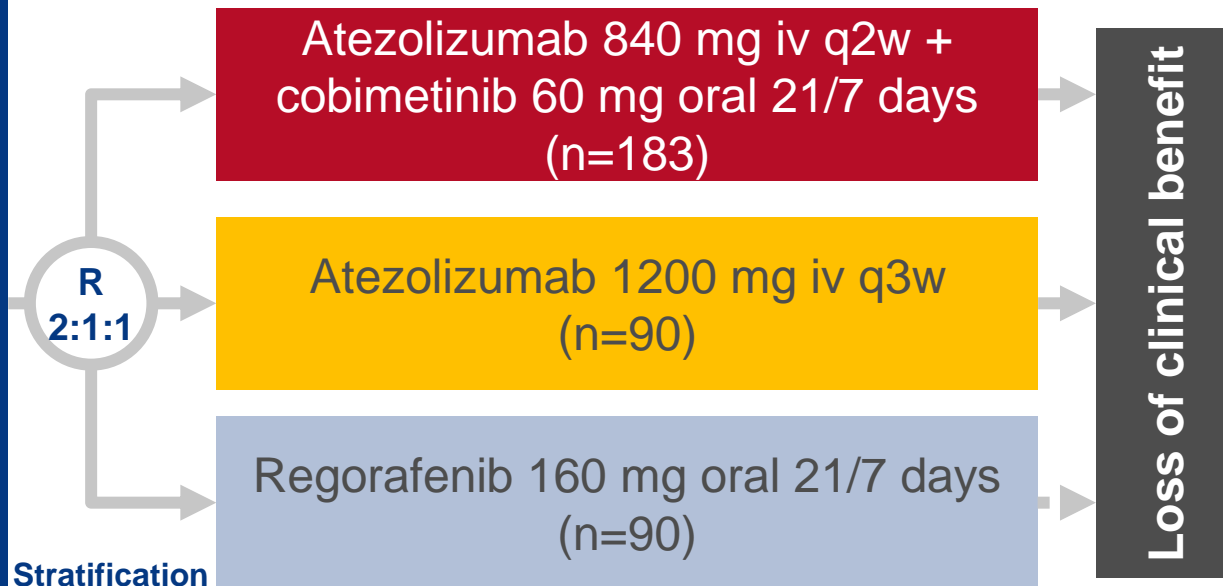 Atezolizumab 840 mg iv q2w +
cobimetinib 60 mg oral 21/7 days
(n=183)
R
2:1:1
Atezolizumab 1200 mg iv q3w
(n=90)
Regorafenib 160 mg oral 21/7 days
(n=90)
Loss of clinical benefit
Stratification